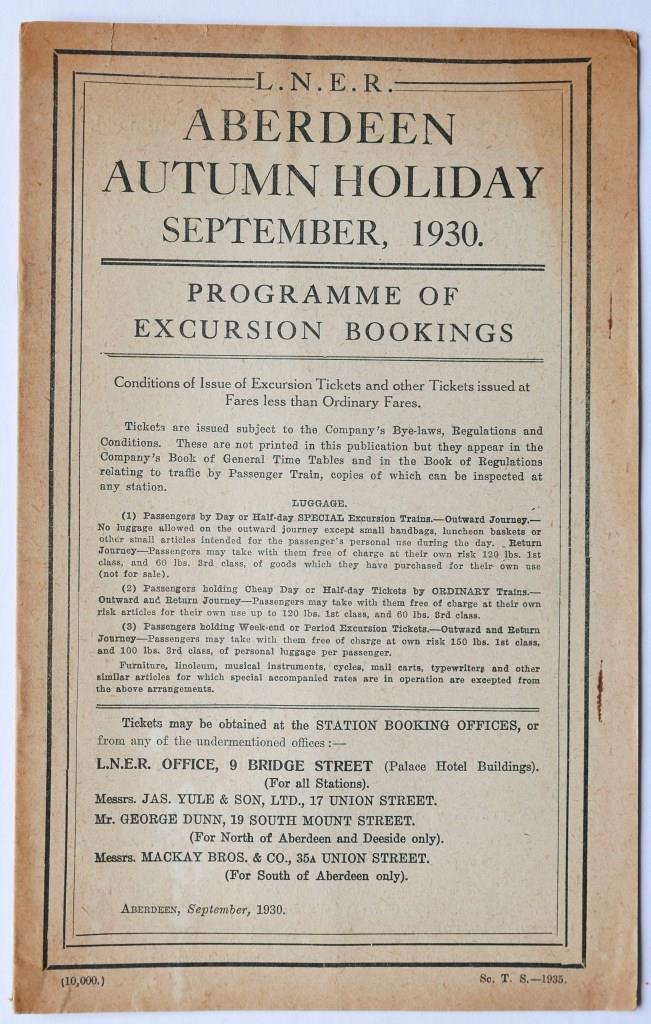 L.N.E.R.
ABERDEEN
AUTUMN HOLIDAY
SEPTEMBER, 1930.
PROGRAMME OF
EXCURSION BOOKINGS
Conditions of Issue of Excursion Tickets and other Tickets issued at
Fares less than Ordinary Fares.
Tickets are issued subject to the Company's Bye-laws, Regulations and
Conditions. These are not printed in this publication but they appear in the
Company's Book of General Time Tables and in the Book of Regulations
relating to traffic by Passenger Train, copies of which can be inspected at
any station.
LUGGAGE.
(1) Passengers by Day or Half-day SPECIAL Excursion Trains.—Outward Journey.—
No luggage allowed on the outward journey except small handbags, luncheon baskets or
other small articles intended for the passenger's personal use during the day. Return
Journey—Passengers may take with them free of charge at their own risk 120 lbs. 1st
class, and 60 lbs. 3rd class, of goods which they have purchased for their own use
(not for sale).
(2) Passengers holding Cheap Day or Half-day Tickets by ORDINARY Trains.—
Outward and Return Journey—Passengers may take with them free of charge at their own
risk articles for their own use up to 120 lbs. 1st class, and 60 lbs. 3rd class.
(3) Passengers holding Week-end or Period Excursion Tickets.—Outward and Return
Journey—Passengers may take with them free of charge at own risk 150 lbs. 1st class,
and 100 lbs. 3rd class, of personal luggage per passenger.
Furniture, linoleum, musical instruments, cycles, mail carts, typewriters and other
similar articles for which special accompanied rates are in operation are excepted from
the above arrangements.
Tickets may be obtained at the STATION BOOKING OFFICES, or
from any of the undermentioned offices :—
L.N.E.R. OFFICE, 9 BRIDGE STREET (Palace Hotel Buildings).
(For all Stations).
Messrs. JAS. YULE & SON, LTD., 17 UNION STREET.
Mr. GEORGE DUNN, 19 SOUTH MOUNT STREET.
(For North of Aberdeen and Deeside only).
Messrs. MACKAY BROS. & CO., 35A UNION STREET.
(For South of Aberdeen only).
ABERDEEN, September, 1930.
(10,000.) Sc. T. S.—1935.